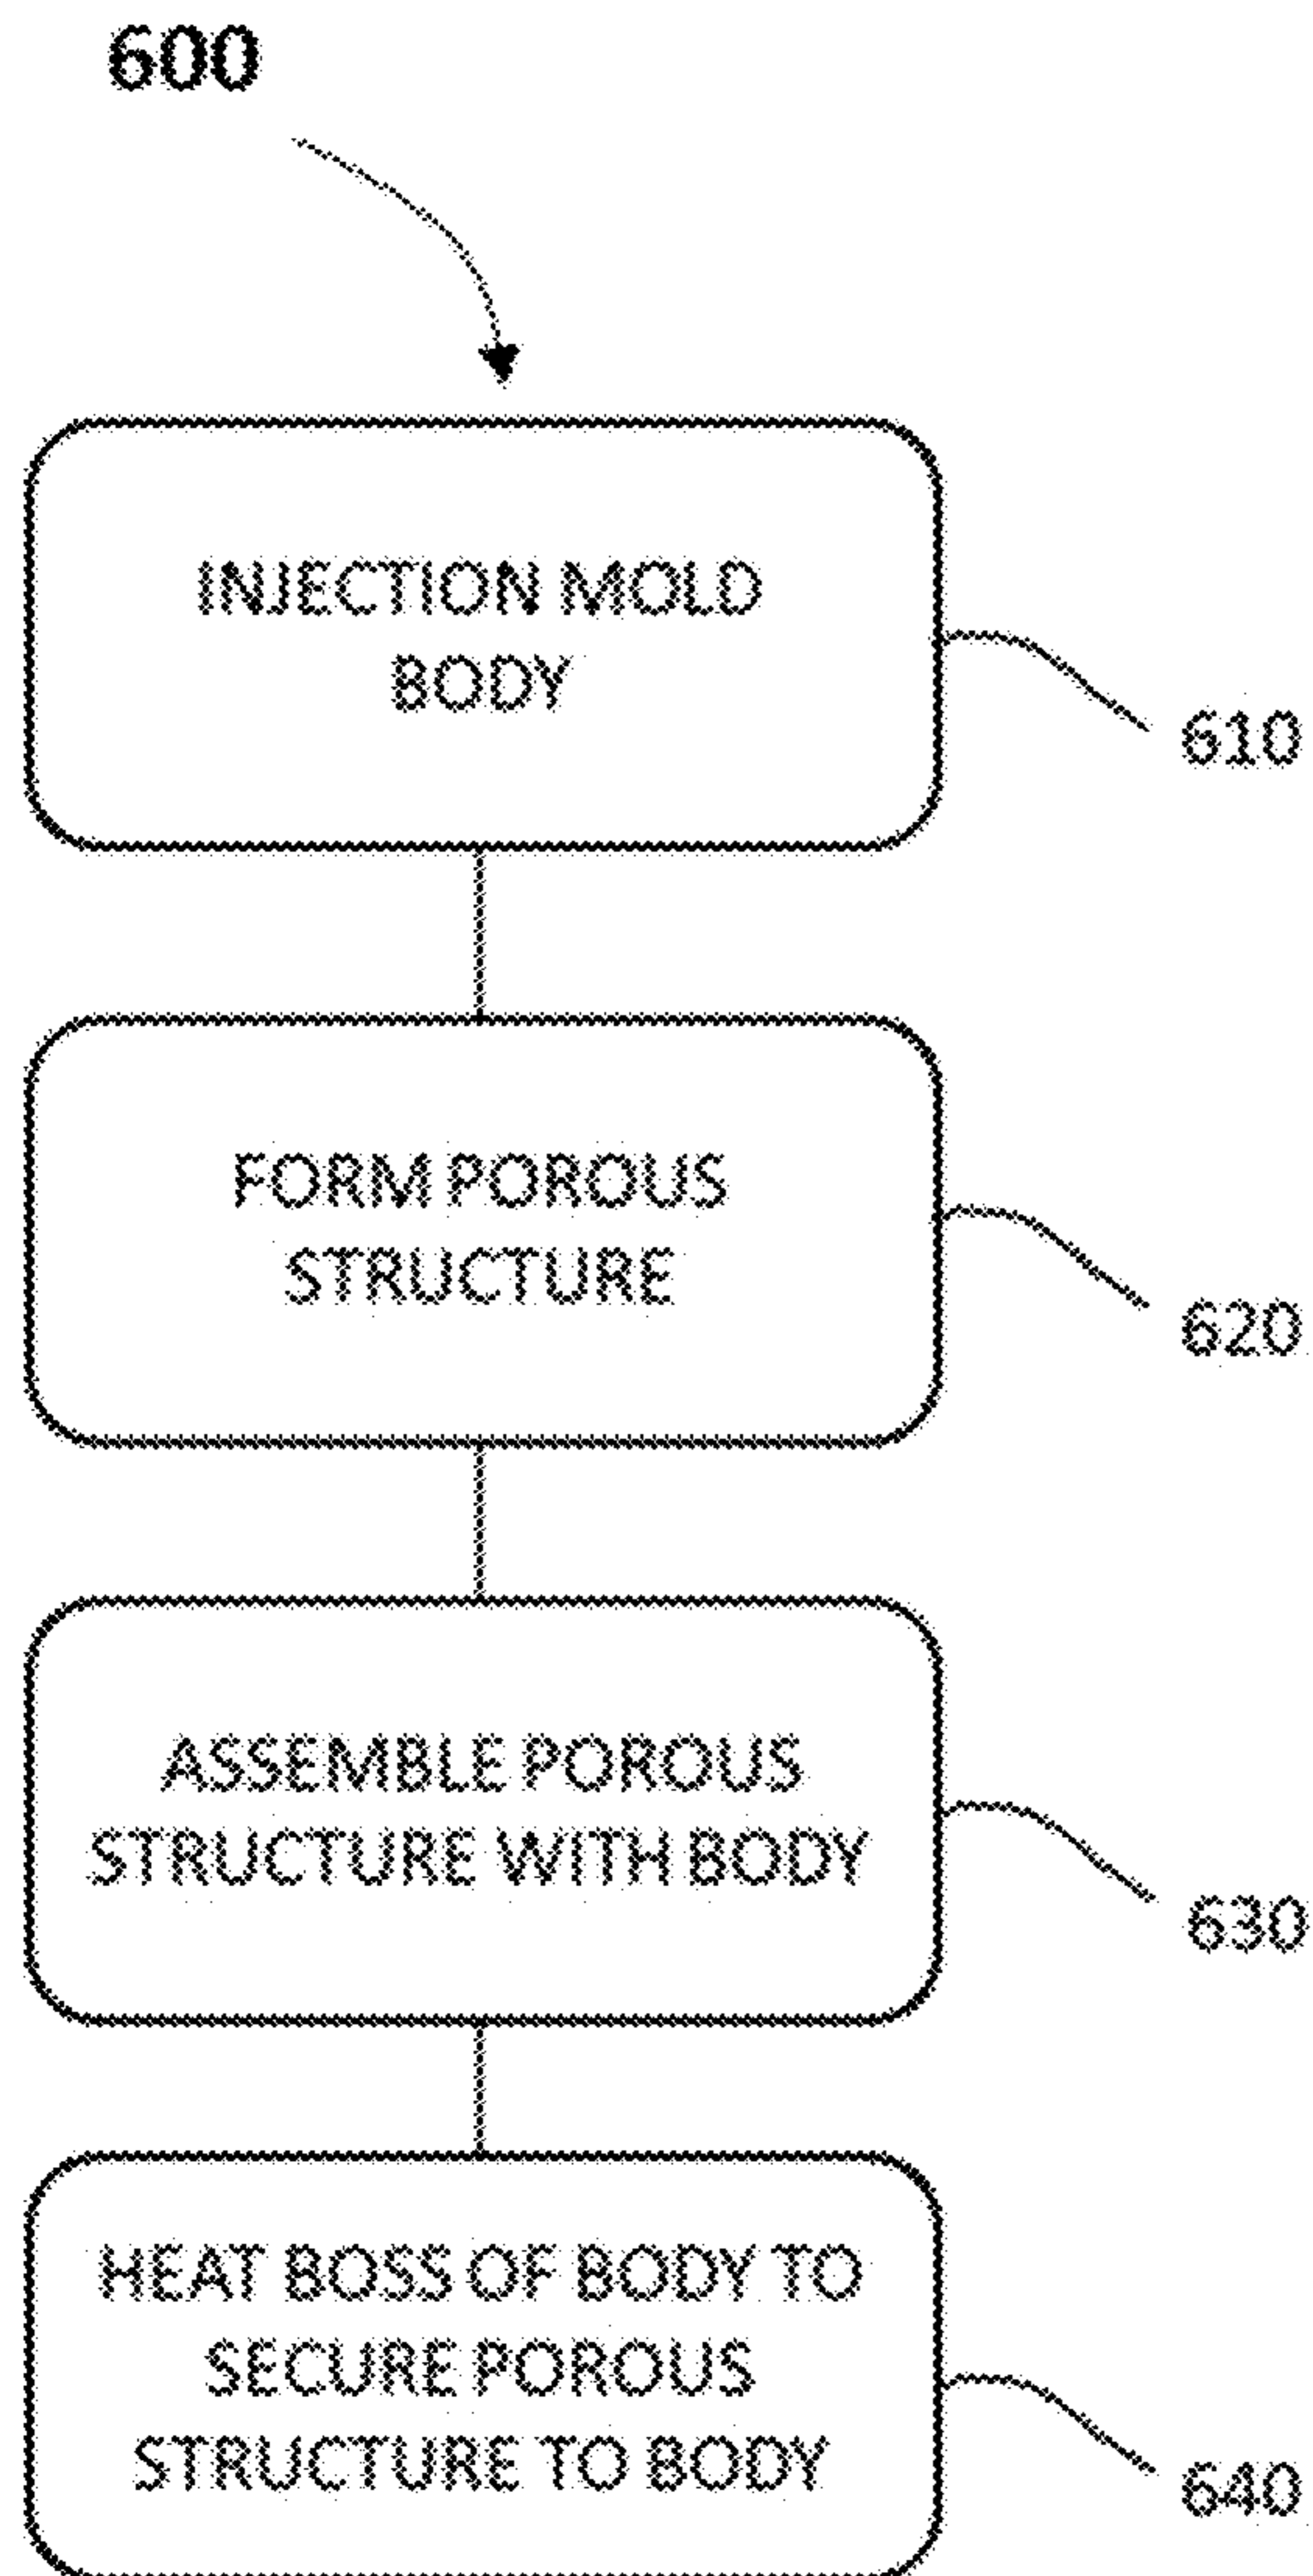 600
INJECTION MOLD
BODY
610
FORM POROUS
STRUCTURE
620
ASSEMBLE POROUS
STRUCTURE WITH BODY
630
HEAT BOSS OF BODY TO
SECURE POROUS
STRUCTURE TO BODY
640